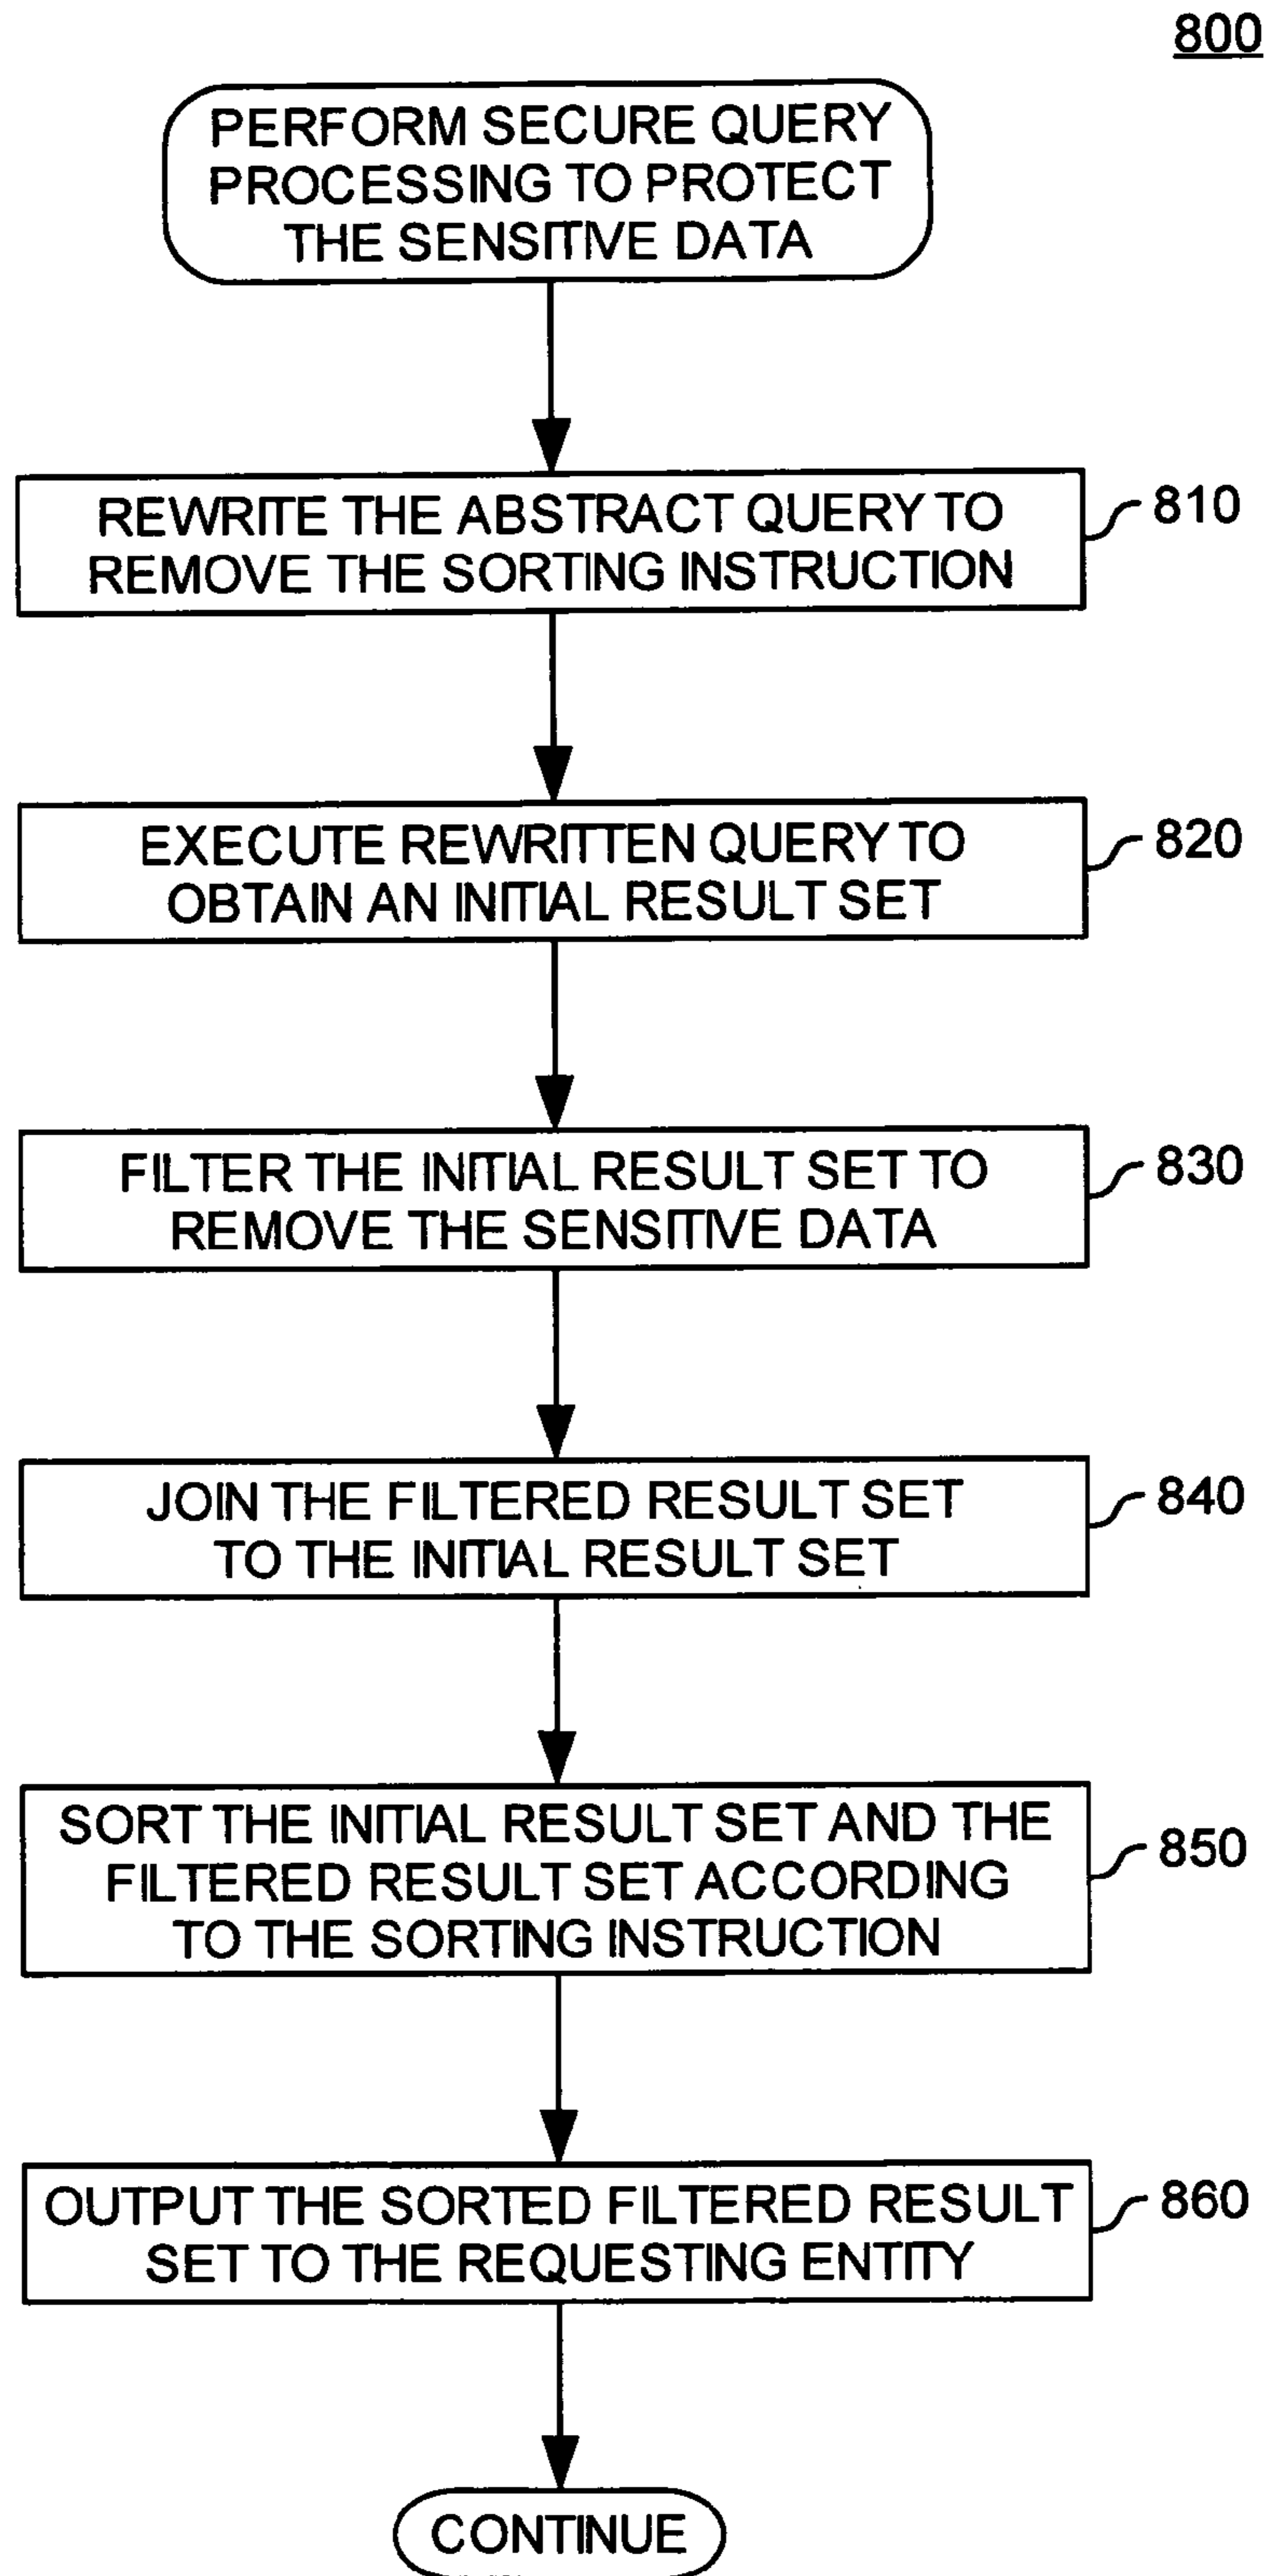 800
PERFORM SECURE QUERY
PROCESSING TO PROTECT
THE SENSITIVE DATA
REWRITE THE ABSTRACT QUERY TO
REMOVE THE SORTING INSTRUCTION
810
EXECUTE REWRITTEN QUERY TO
OBTAIN AN INITIAL RESULT SET
820
FILTER THE INITIAL RESULT SET TO
REMOVE THE SENSITIVE DATA
830
JOIN THE FILTERED RESULT SET
TO THE INITIAL RESULT SET
840
SORT THE INITIAL RESULT SET AND THE
FILTERED RESULT SET ACCORDING
TO THE SORTING INSTRUCTION
850
OUTPUT THE SORTED FILTERED RESULT
SET TO THE REQUESTING ENTITY
860
CONTINUE